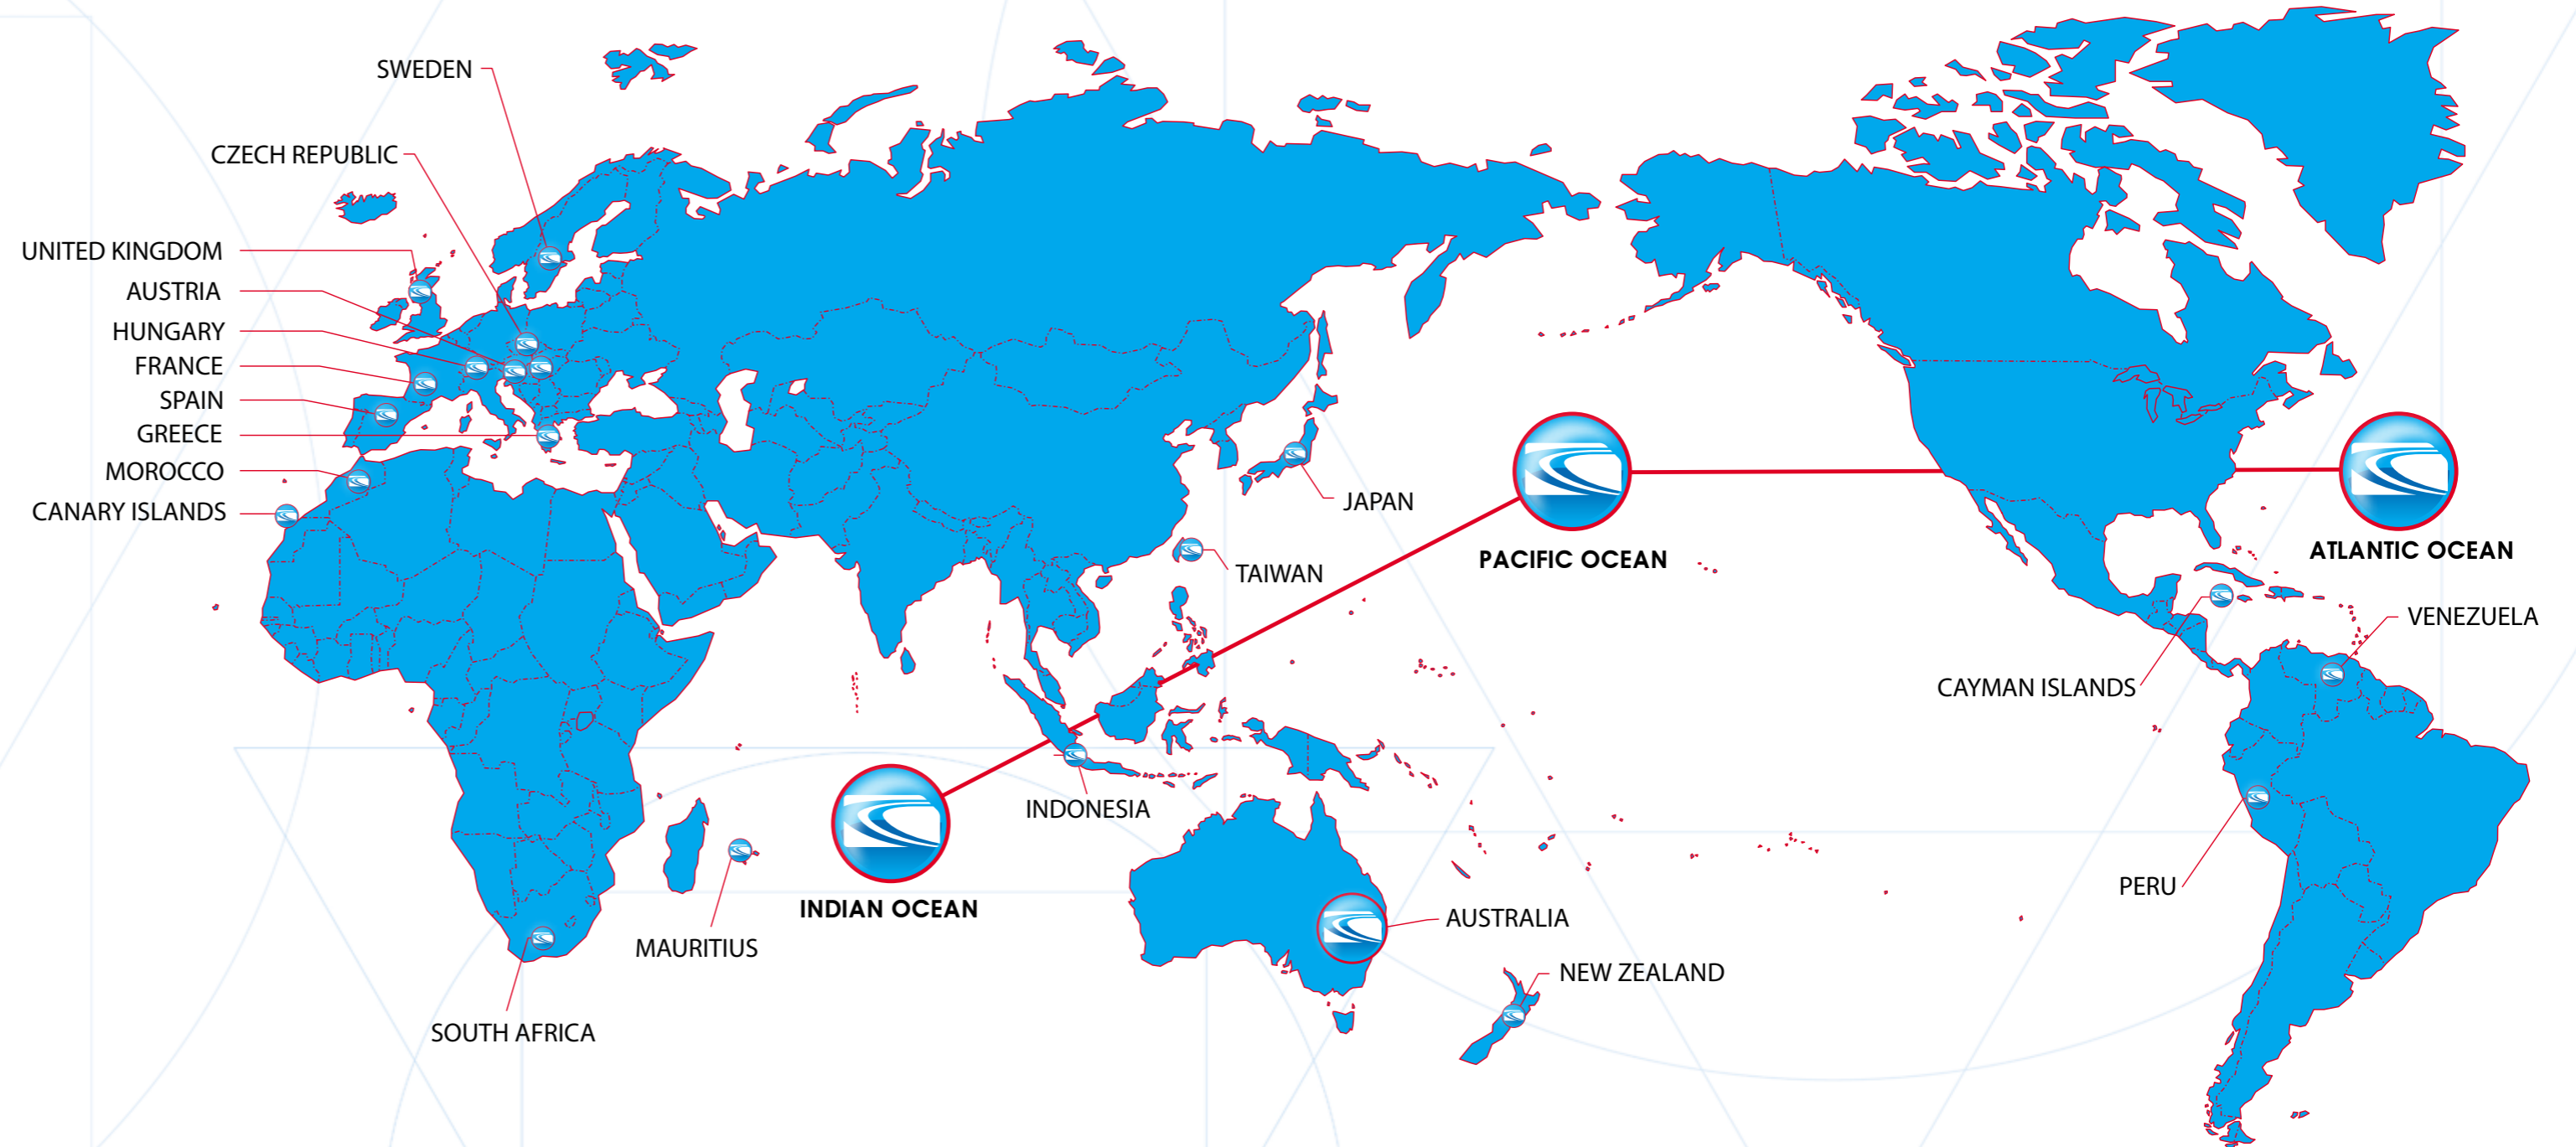 SWEDEN
CZECH REPUBLIC
UNITED KINGDOM
AUSTRIA
HUNGARY
FRANCE
SPAIN
GREECE
MOROCCO
CANARY ISLANDS
JAPAN
TAIWAN
PACIFIC OCEAN
ATLANTIC OCEAN
VENEZUELA
CAYMAN ISLANDS
INDONESIA
INDIAN OCEAN
PERU
AUSTRALIA
MAURITIUS
NEW ZEALAND
SOUTH AFRICA